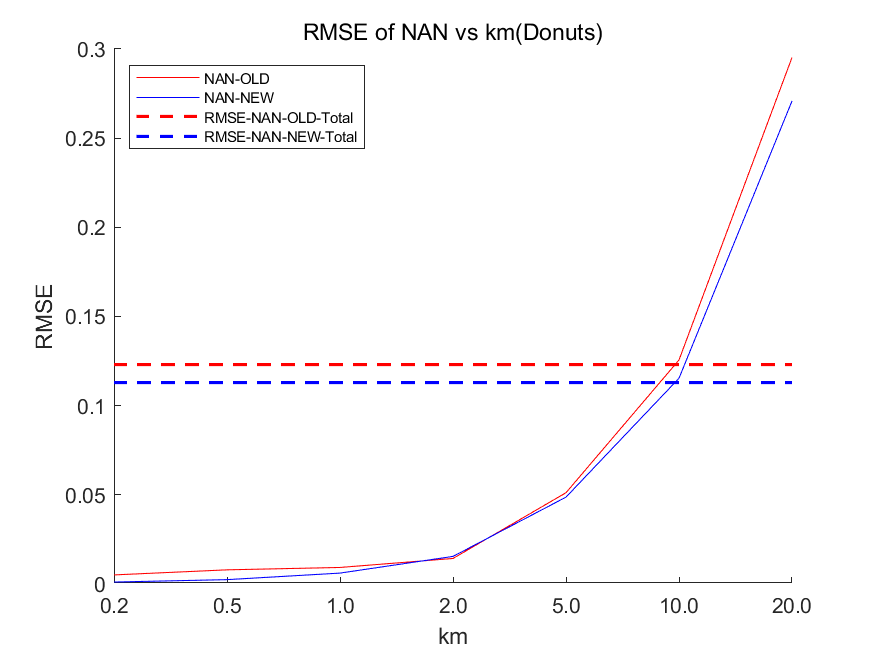 RMSE of NAN vs km(Donuts)
0.3
NAN-OLD
NAN-NEW
RMSE-NAN-OLD-Total
RMSE-NAN-NEW-Total
0.25
0.2
0.15
0.1
0.05
0
RMSE
0.2 0.5 1.0 2.0 5.0 10.0 20.0
km